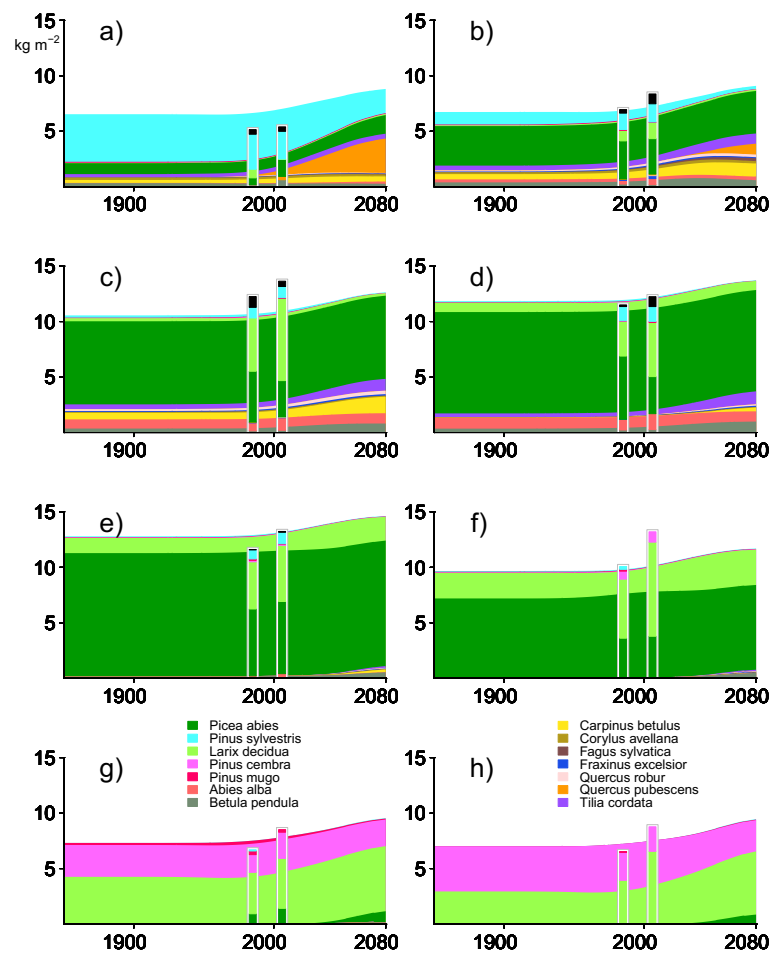 15
a)
kg m⁻²
10
5
1900
2000
2080
15
b)
10
5
1900
2000
2080
15
c)
10
5
1900
2000
2080
15
d)
10
5
1900
2000
2080
15
e)
10
5
15
f)
10
5
Picea abies
Pinus sylvestris
Larix decidua
Pinus cembra
Pinus mugo
Abies alba
Betula pendula
Carpinus betulus
Corylus avellana
Fagus sylvatica
Fraxinus excelsior
Quercus robur
Quercus pubescens
Tilia cordata
1900
2000
2080
1900
2000
2080
15
g)
10
5
1900
2000
2080
15
h)
10
5
1900
2000
2080